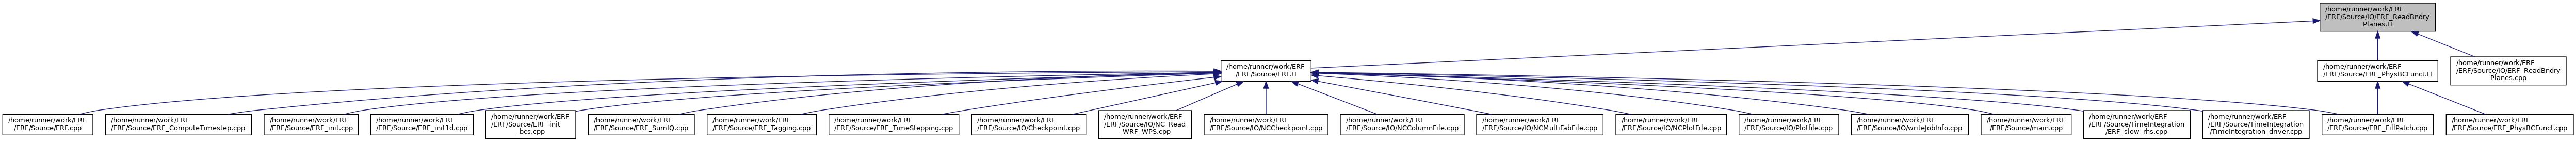 /home/runner/work/ERF
/ERF/Source/IO/ERF_ReadBndry
Planes.H
/home/runner/work/ERF
/ERF/Source/ERF.H
/home/runner/work/ERF
/ERF/Source/ERF_PhysBCFunct.H
/home/runner/work/ERF
/ERF/Source/IO/ERF_ReadBndry
Planes.cpp
/home/runner/work/ERF
/ERF/Source/ERF.cpp
/home/runner/work/ERF
/ERF/Source/ERF_ComputeTimestep.cpp
/home/runner/work/ERF
/ERF/Source/ERF_init.cpp
/home/runner/work/ERF
/ERF/Source/ERF_init1d.cpp
/home/runner/work/ERF
/ERF/Source/ERF_init
_bcs.cpp
/home/runner/work/ERF
/ERF/Source/ERF_SumIQ.cpp
/home/runner/work/ERF
/ERF/Source/ERF_Tagging.cpp
/home/runner/work/ERF
/ERF/Source/ERF_TimeStepping.cpp
/home/runner/work/ERF
/ERF/Source/IO/Checkpoint.cpp
/home/runner/work/ERF
/ERF/Source/IO/NC_Read
_WRF_WPS.cpp
/home/runner/work/ERF
/ERF/Source/IO/NCCheckpoint.cpp
/home/runner/work/ERF
/ERF/Source/IO/NCColumnFile.cpp
/home/runner/work/ERF
/ERF/Source/IO/NCMultiFabFile.cpp
/home/runner/work/ERF
/ERF/Source/IO/NCPlotFile.cpp
/home/runner/work/ERF
/ERF/Source/IO/Plotfile.cpp
/home/runner/work/ERF
/ERF/Source/IO/writeJobInfo.cpp
/home/runner/work/ERF
/ERF/Source/main.cpp
/home/runner/work/ERF
/ERF/Source/TimeIntegration
/ERF_slow_rhs.cpp
/home/runner/work/ERF
/ERF/Source/TimeIntegration
/TimeIntegration_driver.cpp
/home/runner/work/ERF
/ERF/Source/ERF_FillPatch.cpp
/home/runner/work/ERF
/ERF/Source/ERF_PhysBCFunct.cpp